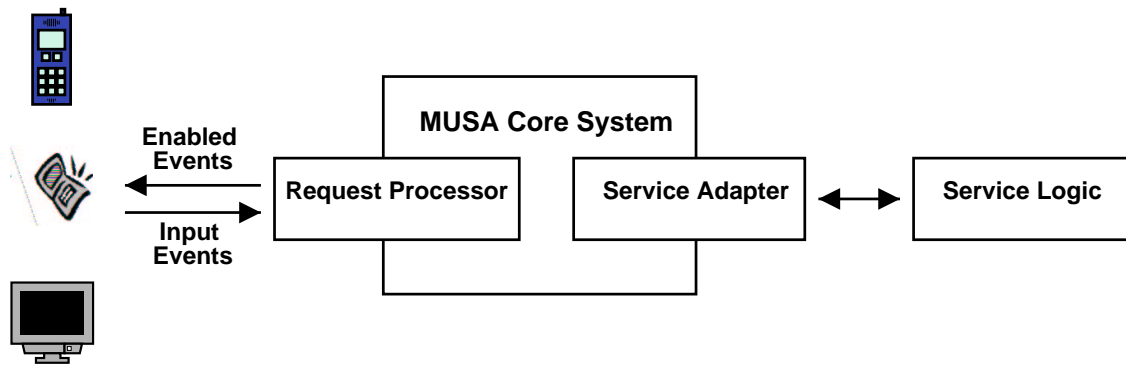 MUSA Core System
Enabled
Events
Request Processor
Service Adapter
Service Logic
Input
Events